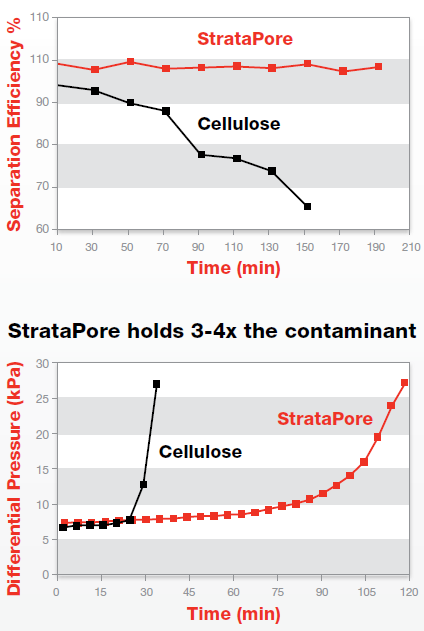 Separation Efficiency %
110
110
90
80
70
60
StrataPore
Cellulose
10 30 50 70 90 110 130 150 170 190 210
Time (min)
StrataPore holds 3-4x the contaminant
Differential Pressure (kPa)
30
25
20
15
10
5
0
StrataPore
Cellulose
0 15 30 45 60 75 90 105 120
Time (min)